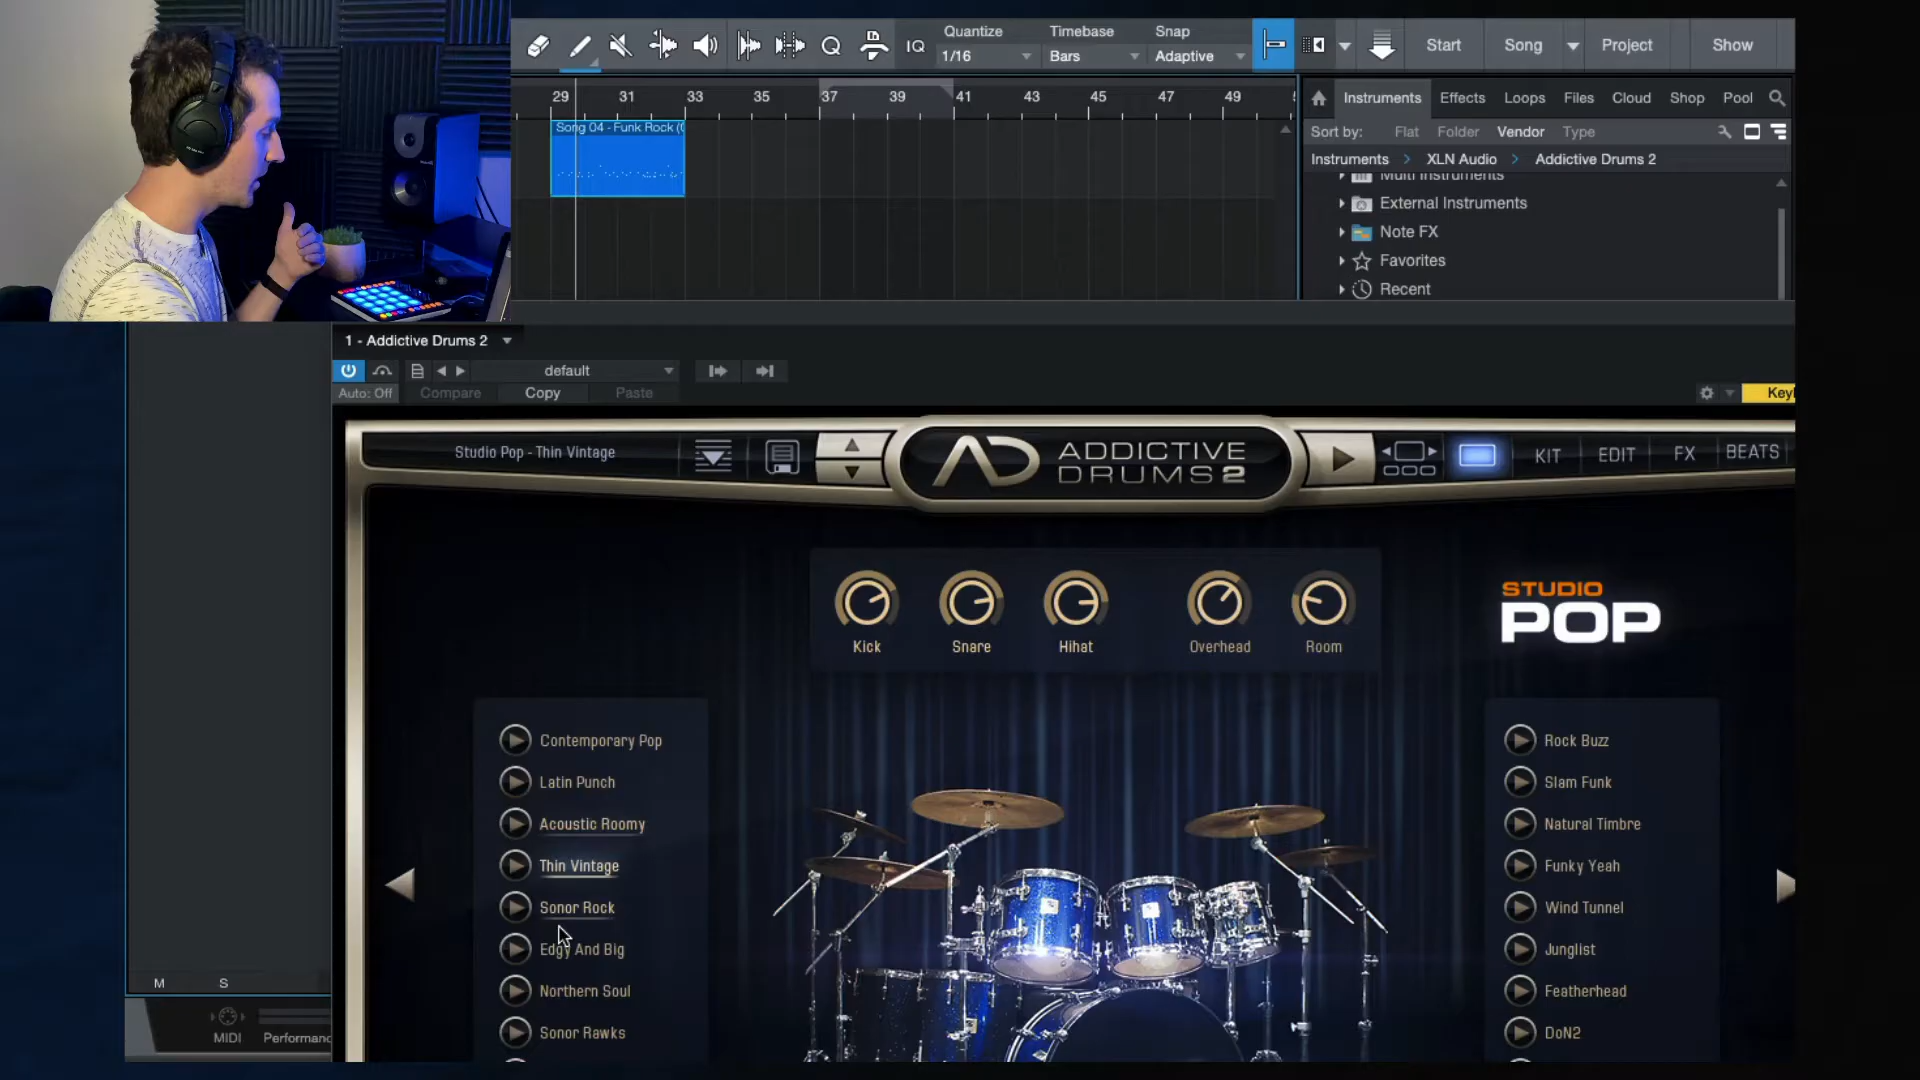 Quantize Timebase Snap
IQ 1/16 Bars Adaptive Start Song Project Show
29 31 33 35 37 39 41 43 45 47 49
Instruments Effects Loops Files Cloud Shop Pool
Song 04 - Funk Rock (
Sort by: Flat Folder Vendor Type
Instruments > XLN Audio > Addictive Drums 2
Multi Instruments
External Instruments
Note FX
Favorites
Recent
1 - Addictive Drums 2
default
Auto: Off Compare Copy Paste
Studio Pop - Thin Vintage
ADDICTIVE
DRUMS 2
KIT EDIT FX BEATS
Kick Snare Hihat Overhead Room
STUDIO
POP
Contemporary Pop
Latin Punch
Acoustic Roomy
Thin Vintage
Sonor Rock
Edgy And Big
Northern Soul
Sonor Rawks
Rock Buzz
Slam Funk
Natural Timbre
Funky Yeah
Wind Tunnel
Junglist
Featherhead
DoN2
M S
MIDI Performanc